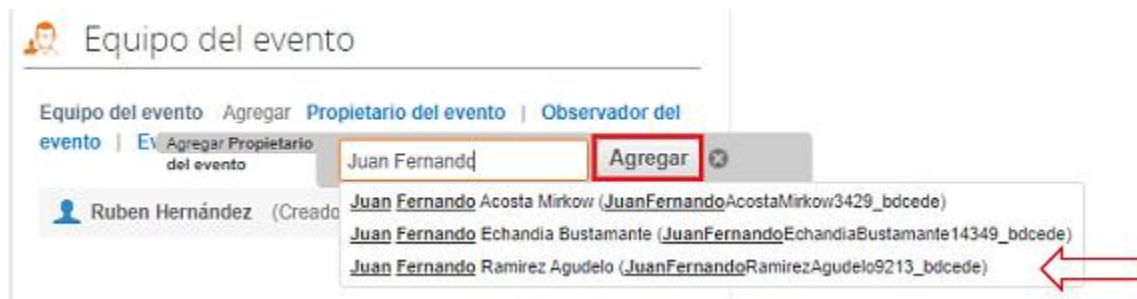 Equipo del evento
Equipo del evento Agregar Propietario del evento | Observador del
evento | Ev
Agregar Propietario
del evento
Juan Fernando
Agregar
Juan Fernando Acosta Mirkow (JuanFernandoAcostaMirkow3429_bdcede)
Juan Fernando Echandia Bustamante (JuanFernandoEchandiaBustamante14349_bdcede)
Juan Fernando Ramirez Agudelo (JuanFernandoRamirezAgudelo9213_bdcede)
Ruben Hernández (Creado